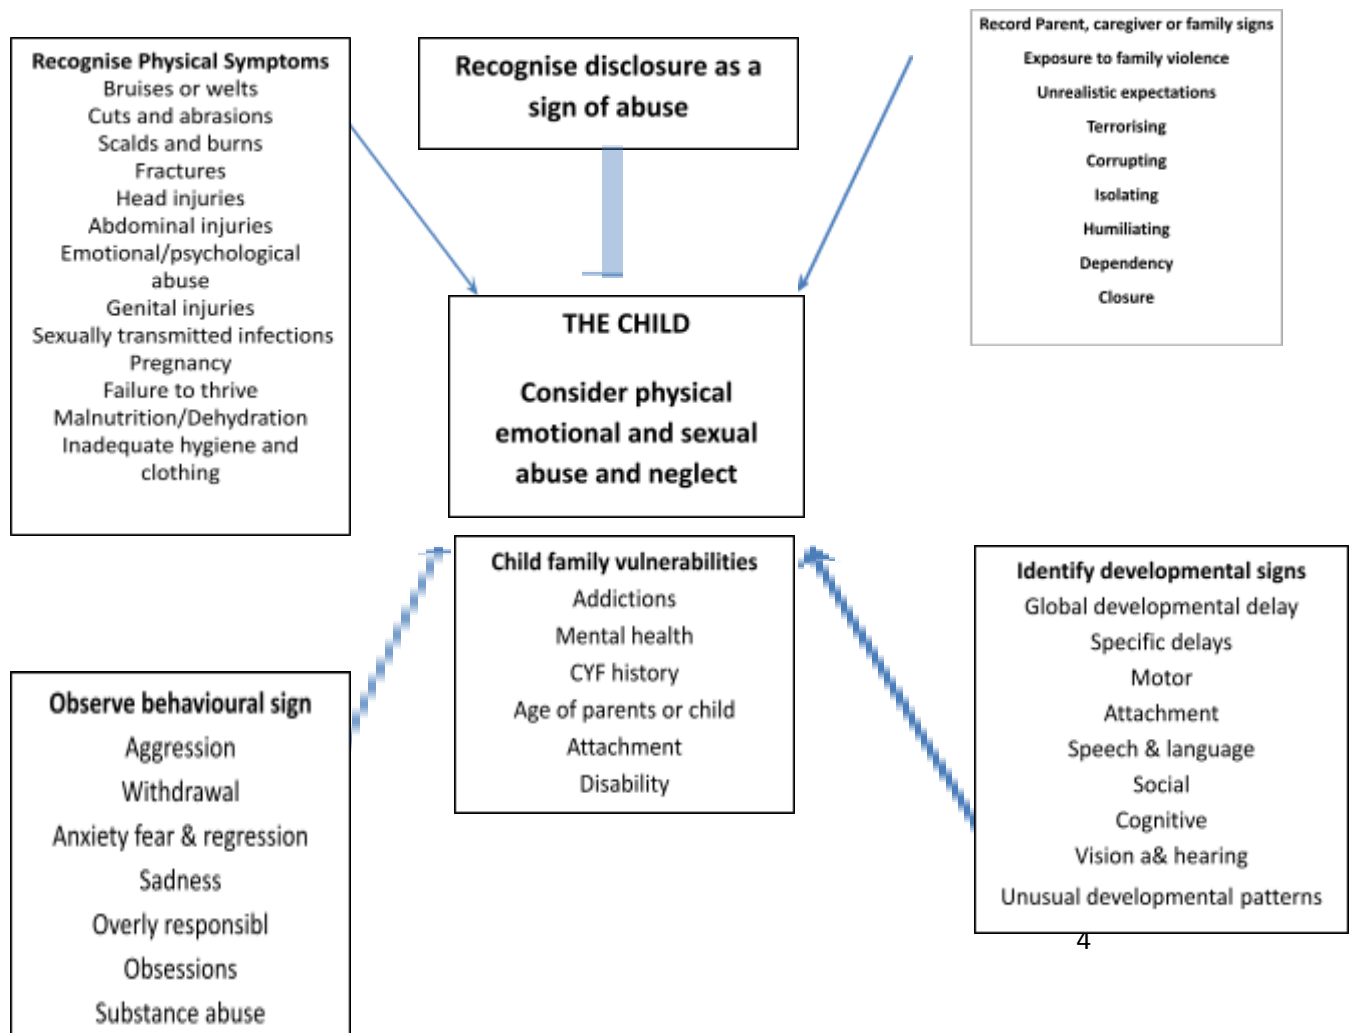 Recognise Physical Symptoms
Bruises or welts
Cuts and abrasions
Scalds and burns
Fractures
Head injuries
Abdominal injuries
Emotional/psychological
abuse
Genital injuries
Sexually transmitted infections
Pregnancy
Failure to thrive
Malnutrition/Dehydration
Inadequate hygiene and
clothing
Recognise disclosure as a
sign of abuse
Record Parent, caregiver or family signs
Exposure to family violence
Unrealistic expectations
Terrorising
Corrupting
Isolating
Humiliating
Dependency
Closure
THE CHILD
Consider physical
emotional and sexual
abuse and neglect
Child family vulnerabilities
Addictions
Mental health
CYF history
Age of parents or child
Attachment
Disability
Observe behavioural sign
Aggression
Withdrawal
Anxiety fear & regression
Sadness
Overly responsibl
Obsessions
Substance abuse
Identify developmental signs
Global developmental delay
Specific delays
Motor
Attachment
Speech & language
Social
Cognitive
Vision a& hearing
Unusual developmental patterns
4